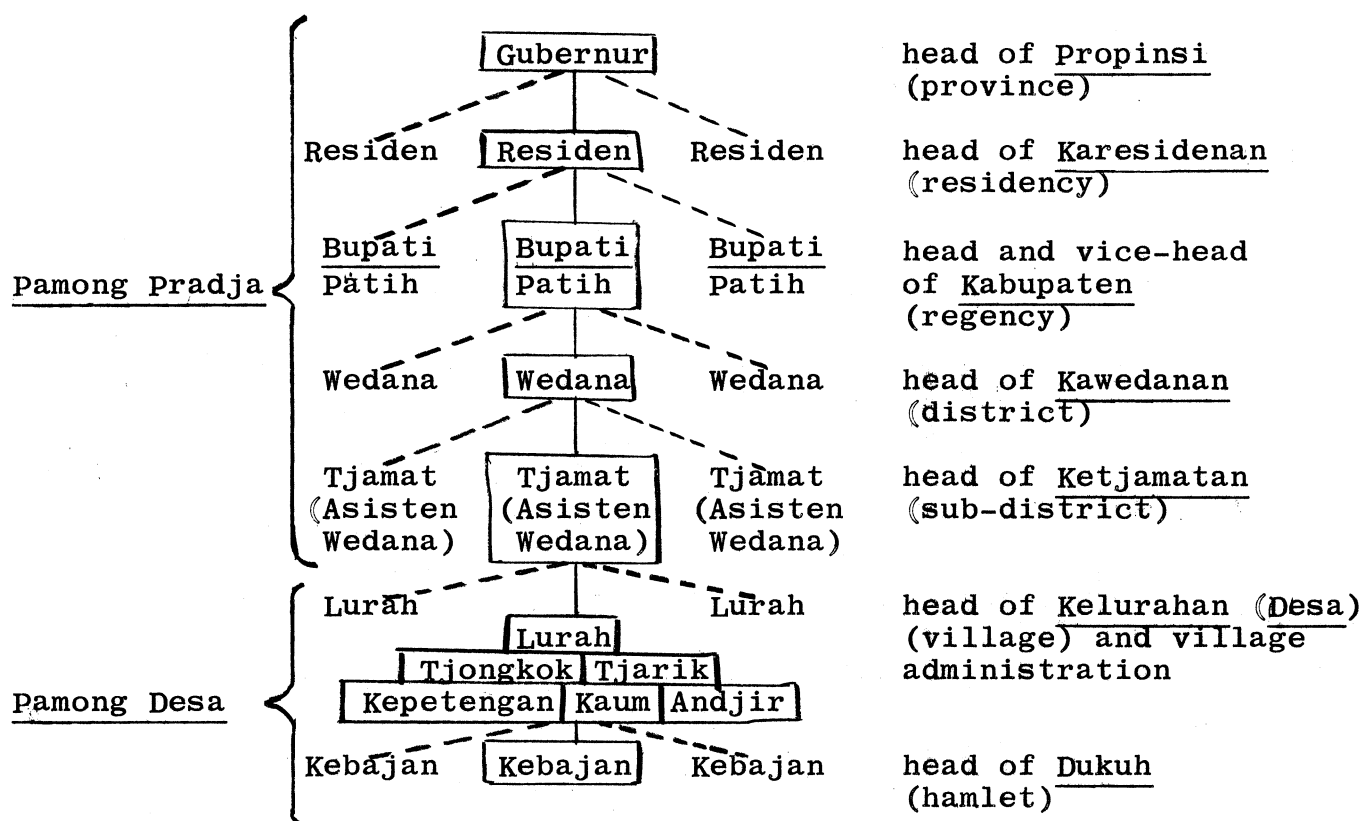 Gubernur head of Propinsi
(province)
Residen Residen Residen head of Karesidenan
(residency)
Bupati Bupati Bupati head and vice-head
Pamong Pradja Patih Patih Patih of Kabupaten
(regency)
Wedana Wedana Wedana head of Kawedanan
(district)
Tjamat Tjamat Tjamat head of Ketjamatan
(Asisten (Asisten (Asisten (sub-district)
Wedana) Wedana) Wedana)
Lurah Lurah head of Kelurahan (Desa)
Lurah (village) and village
Tjongkok Tjarik administration
Pamong Desa Kepetengan Kaum Andjir
Kebajan Kebajan Kebajan head of Dukuh
(hamlet)